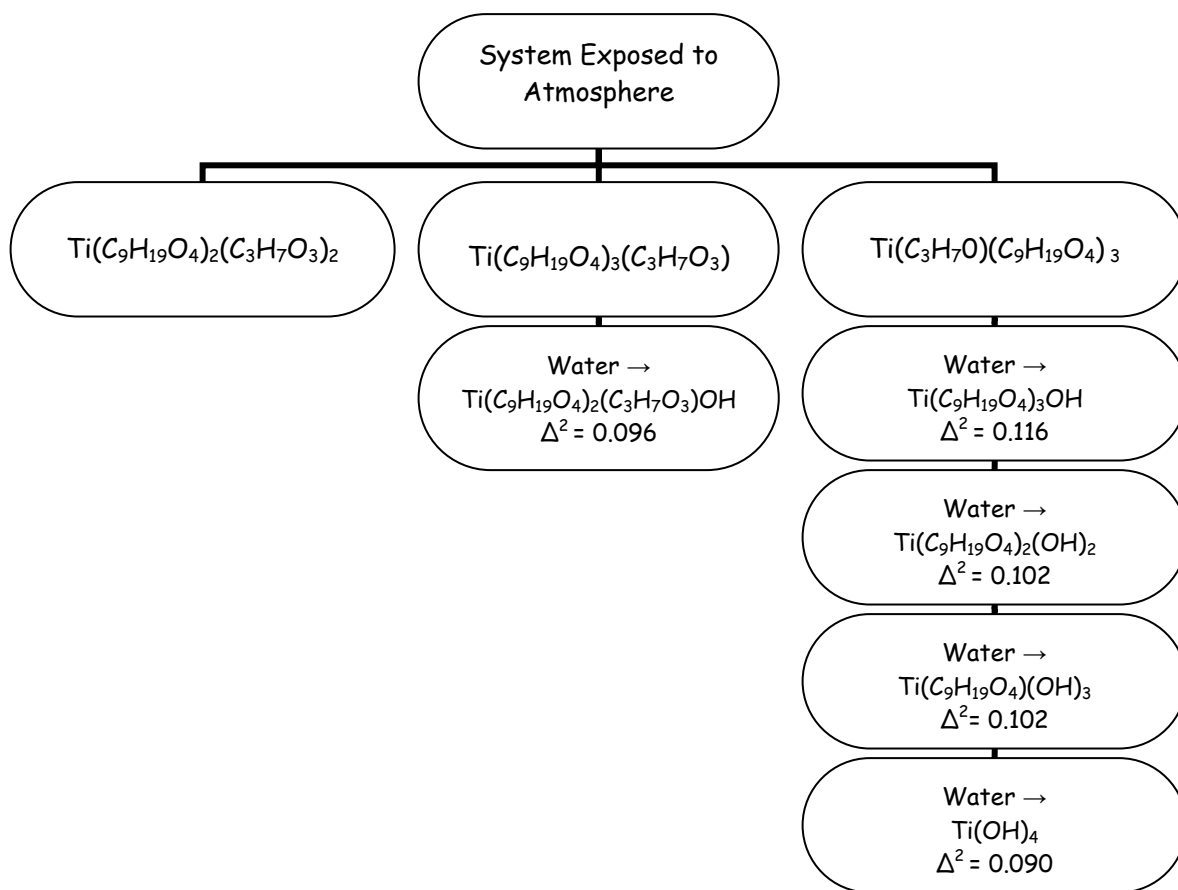 System Exposed to
Atmosphere
Ti(C₉H₁₉O₄)₂(C₃H₇O₃)₂
Ti(C₉H₁₉O₄)₃(C₃H₇O₃)
Ti(C₃H₇0)(C₉H₁₉O₄) ₃
Water →
Ti(C₉H₁₉O₄)₂(C₃H₇O₃)OH
Δ² = 0.096
Water →
Ti(C₉H₁₉O₄)₃OH
Δ² = 0.116
Water →
Ti(C₉H₁₉O₄)₂(OH)₂
Δ² = 0.102
Water →
Ti(C₉H₁₉O₄)(OH)₃
Δ²= 0.102
Water →
Ti(OH)₄
Δ² = 0.090